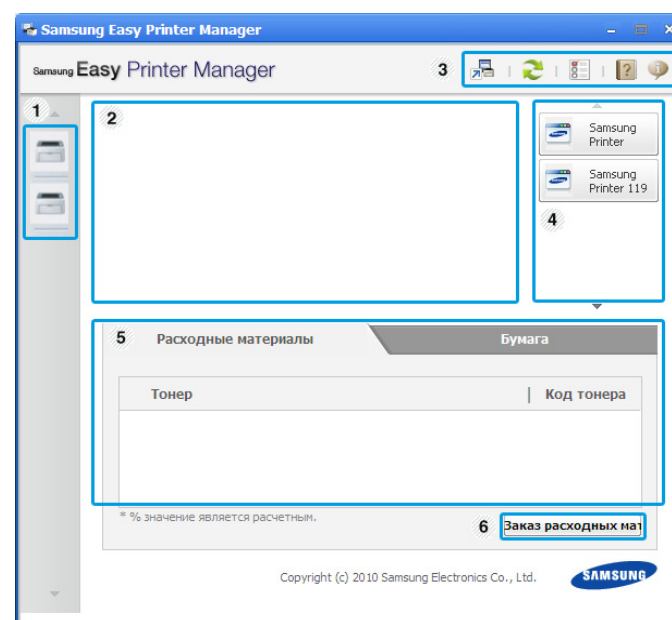 Samsung Easy Printer Manager
Samsung Easy Printer Manager
3
1
2
Samsung
Printer
Samsung
Printer 119
4
5 Расходные материалы Бумага
Тонер Код тонера
* % значение является расчетным.
6 Заказ расходных мат
Copyright (c) 2010 Samsung Electronics Co., Ltd. SAMSUNG